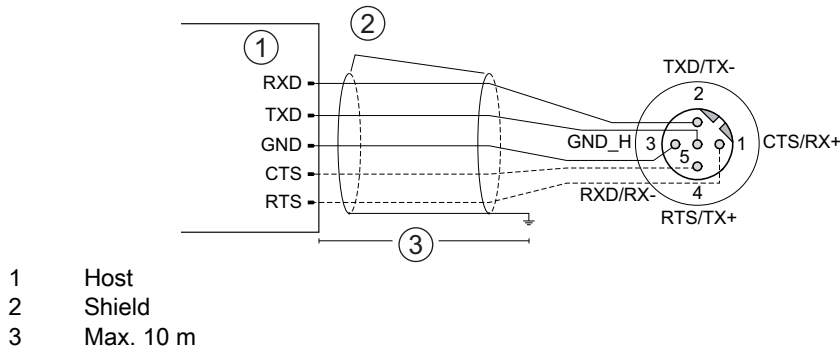 1
2
RXD
TXD
GND
CTS
RTS
3
TXD/TX-
2
GND_H 3 5 1 CTS/RX+
RXD/RX- 4
RTS/TX+
1 Host
2 Shield
3 Max. 10 m